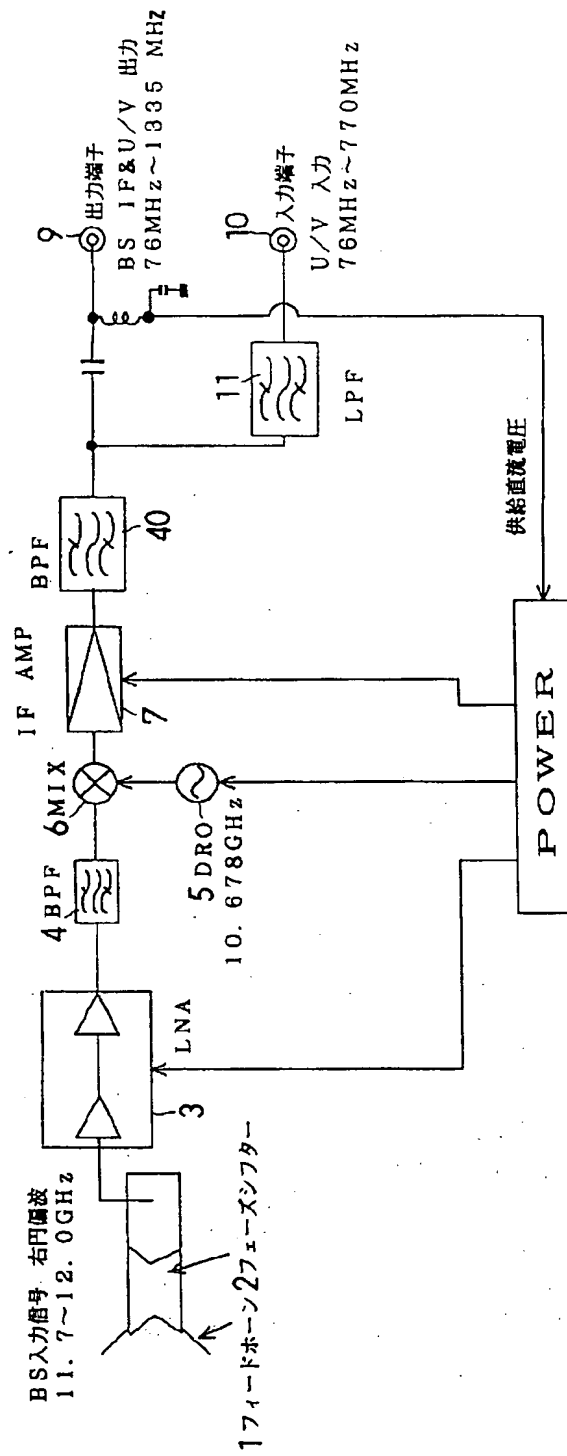 BS入力信号 右円偏波
11.7~12.0GHz
1フィードホーン
2フェーズシフター
3
LNA
4 BPF
6 MIX
5 DRO
10.678GHz
IF AMP
7
BPF
40
11
LPF
9 出力端子
BS IF&U/V 出力
76MHz~1335 MHz
10 入力端子
U/V 入力
76MHz~770MHz
供給直流電圧
POWER